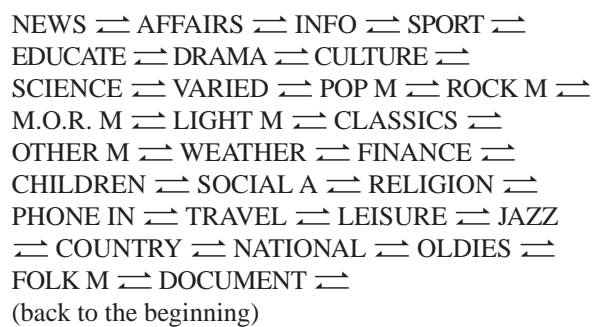 NEWS ⇌ AFFAIRS ⇌ INFO ⇌ SPORT ⇌
EDUCATE ⇌ DRAMA ⇌ CULTURE ⇌
SCIENCE ⇌ VARIED ⇌ POP M ⇌ ROCK M ⇌
M.O.R. M ⇌ LIGHT M ⇌ CLASSICS ⇌
OTHER M ⇌ WEATHER ⇌ FINANCE ⇌
CHILDREN ⇌ SOCIAL A ⇌ RELIGION ⇌
PHONE IN ⇌ TRAVEL ⇌ LEISURE ⇌ JAZZ
⇌ COUNTRY ⇌ NATIONAL ⇌ OLDIES ⇌
FOLK M ⇌ DOCUMENT ⇌
(back to the beginning)